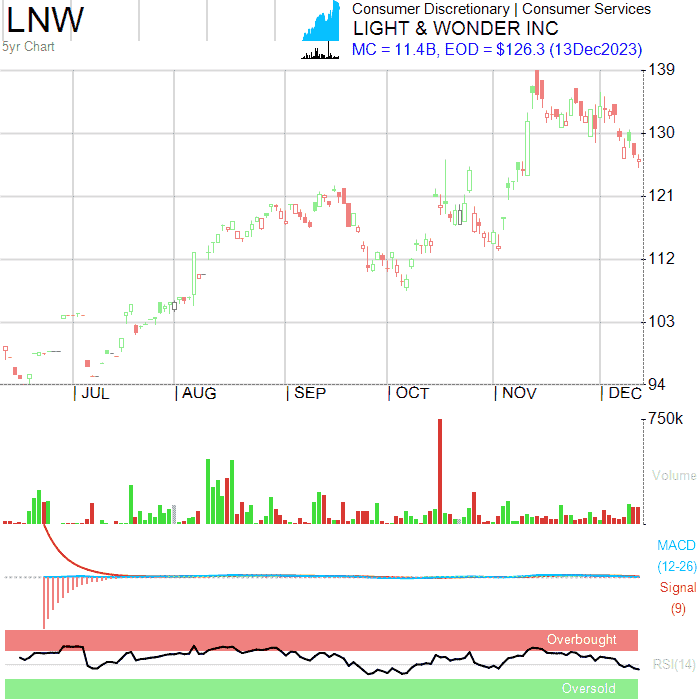 LNW
5yr Chart
Consumer Discretionary | Consumer Services
LIGHT & WONDER INC
MC = 11.4B, EOD = $126.3 (13Dec2023)
139
130
121
112
103
94
JUL
AUG
SEP
OCT
NOV
DEC
750k
Volume
MACD
(12-26)
Signal
(9)
Overbought
RSI(14)
Oversold